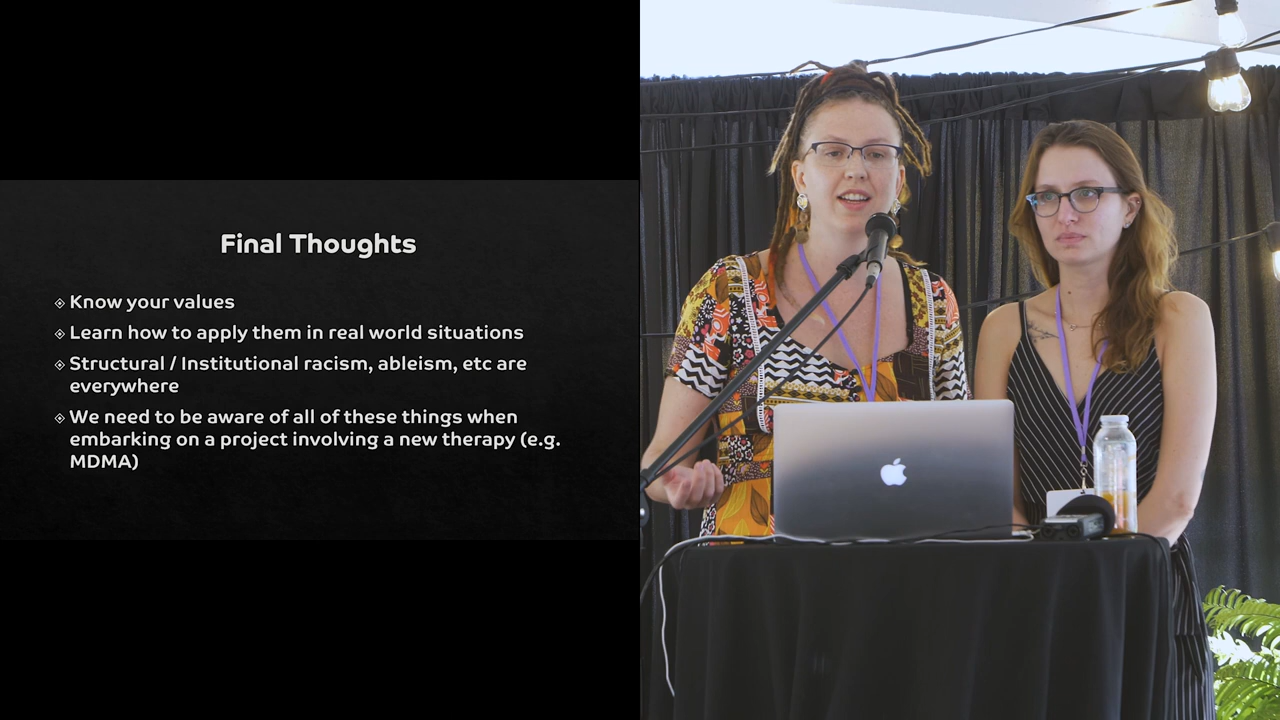 Final Thoughts
Know your values
Learn how to apply them in real world situations
Structural / Institutional racism, ableism, etc are
everywhere
We need to be aware of all of these things when
embarking on a project involving a new therapy (e.g.
MDMA)